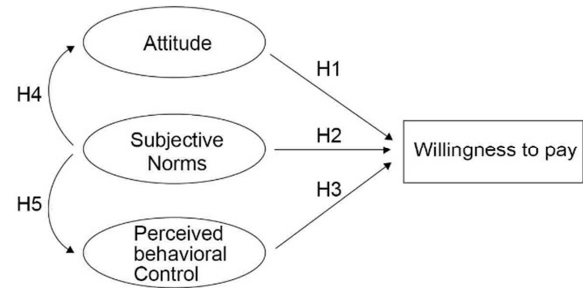 Attitude
H1
H4
Subjective
Norms
H2
Willingness to pay
H5
H3
Perceived
behavioral
Control